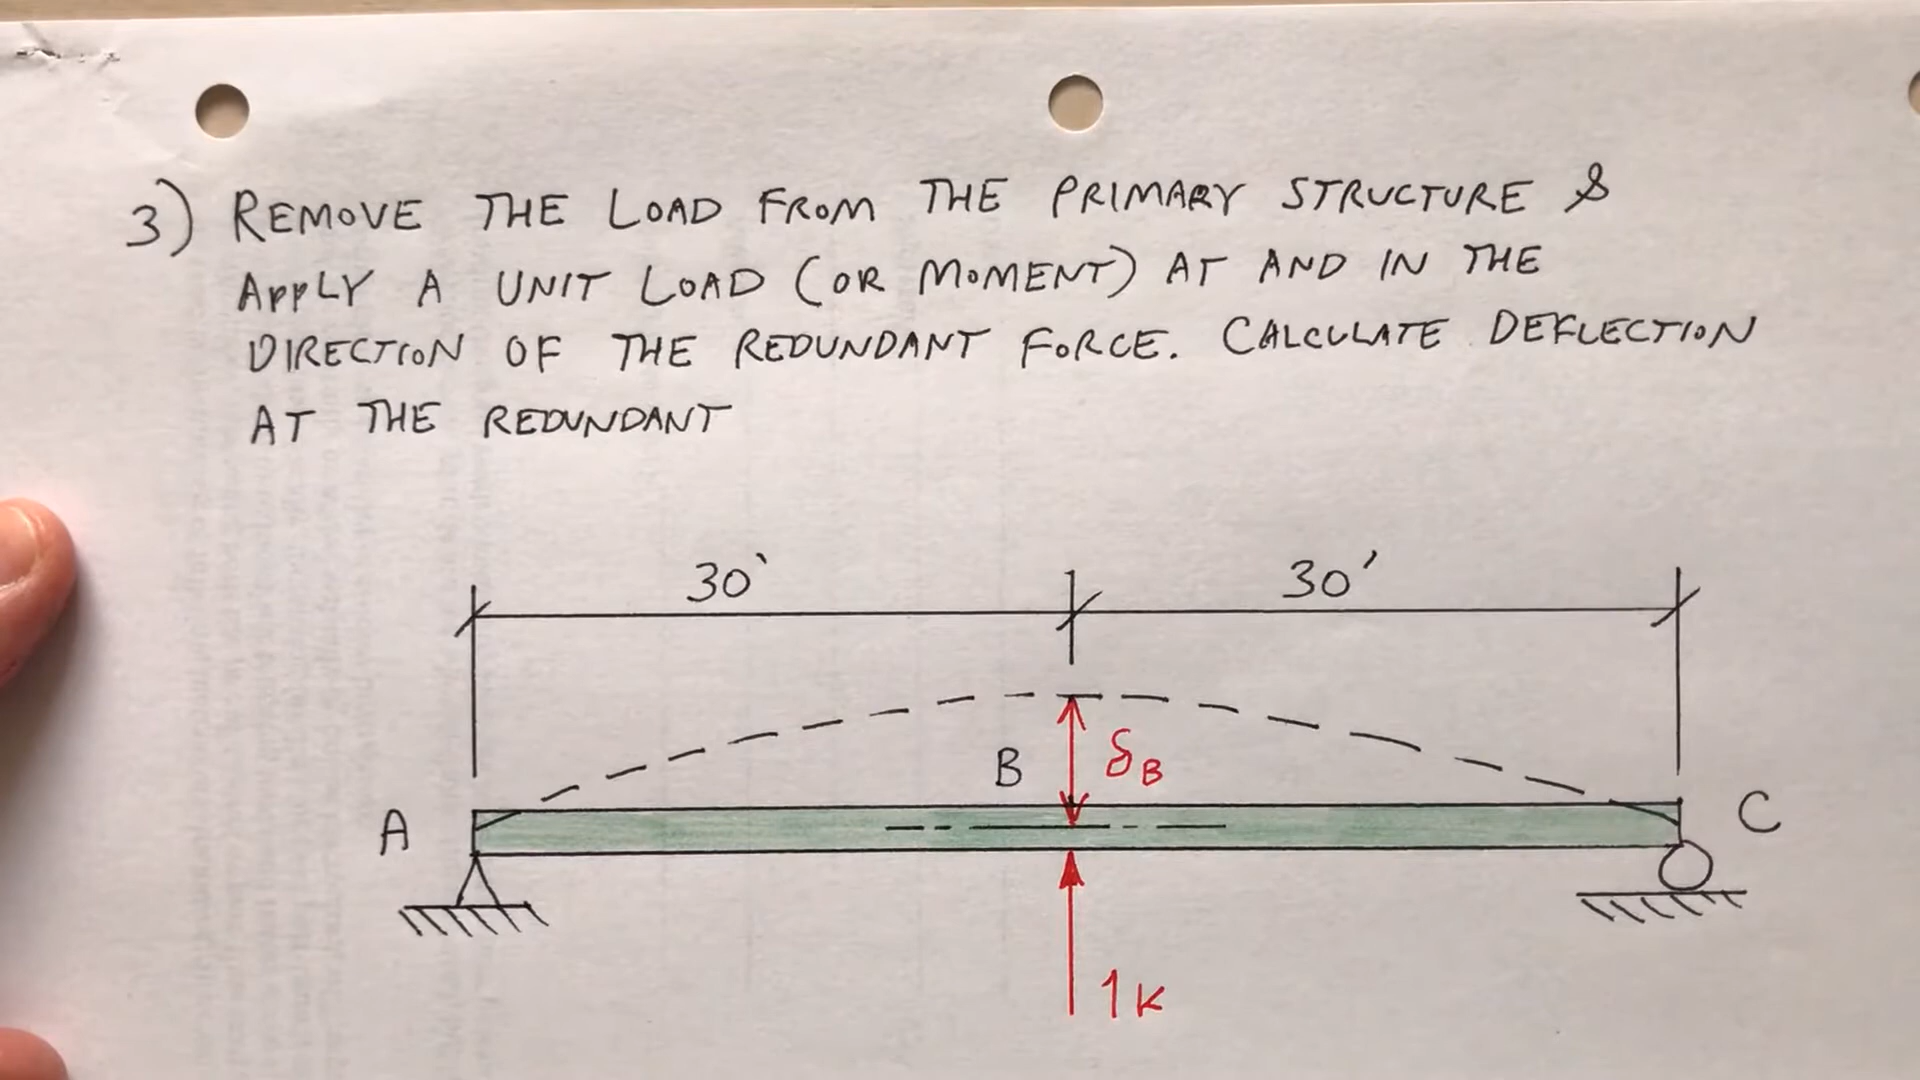 3) REMOVE THE LOAD FROM THE PRIMARY STRUCTURE &
APPLY A UNIT LOAD (OR MOMENT) AT AND IN THE
DIRECTION OF THE REDUNDANT FORCE. CALCULATE DEFLECTION
AT THE REDUNDANT
30' 30'
B δB
A C
1K